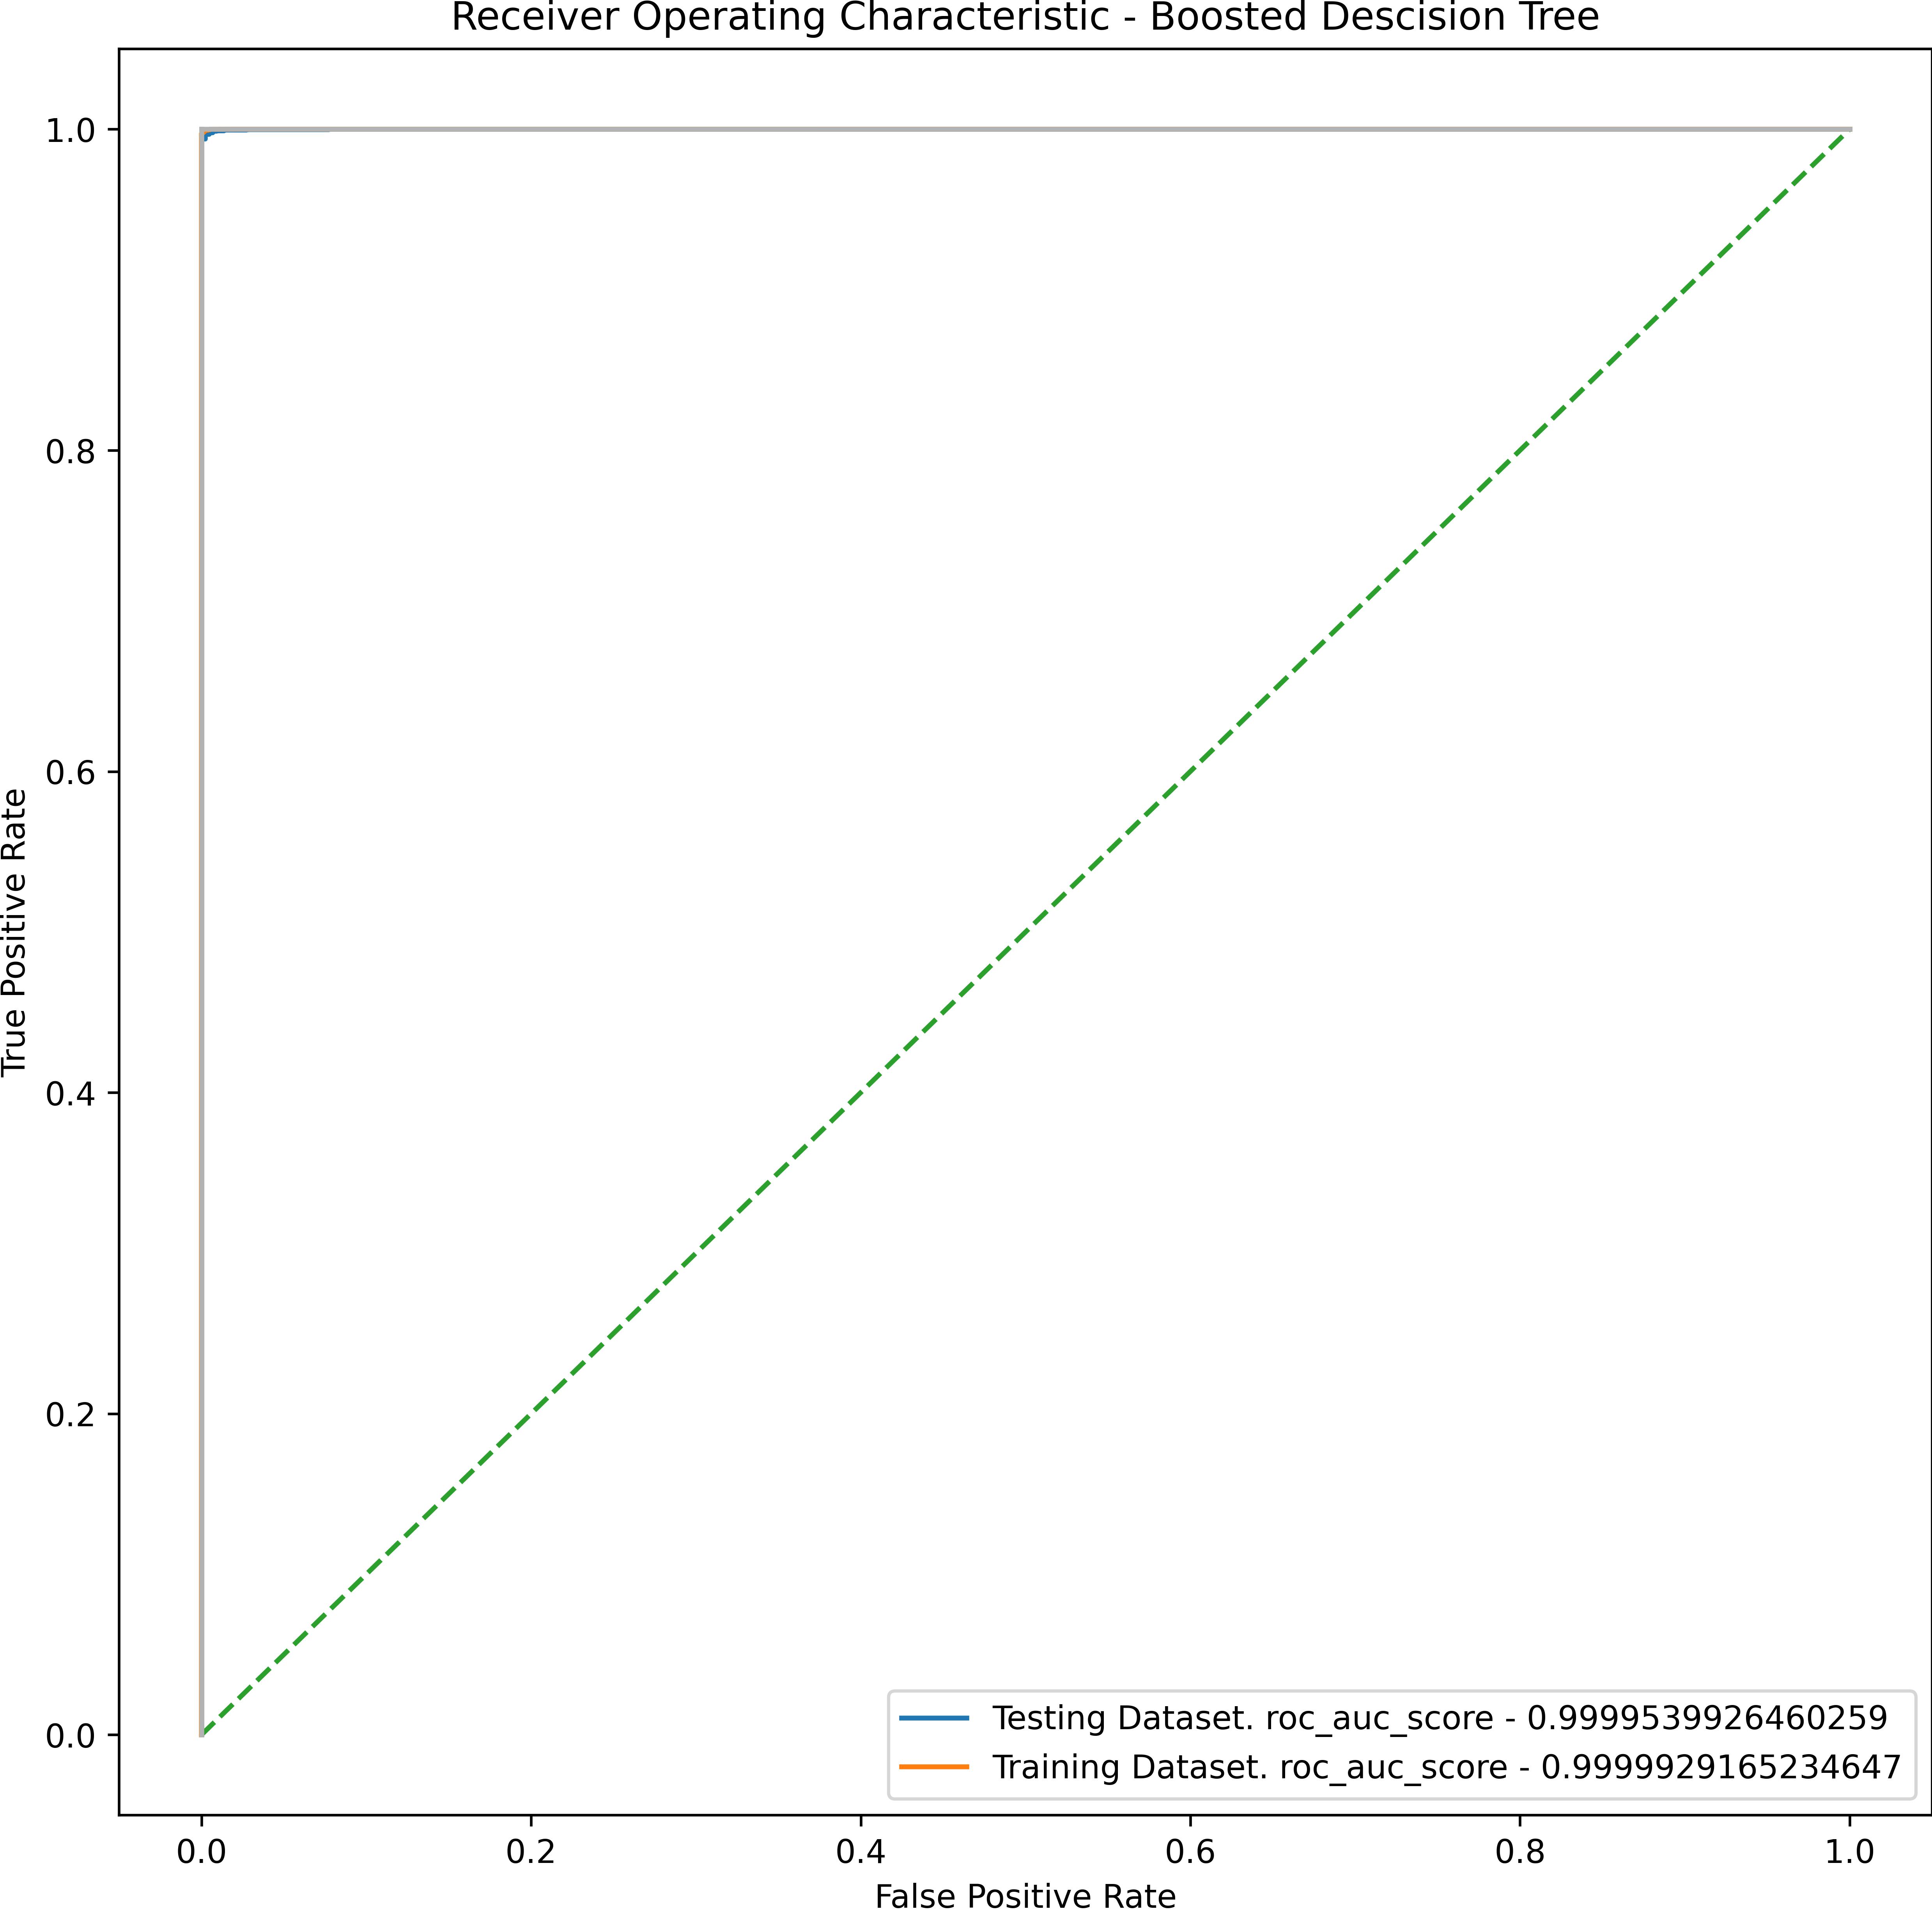 Receiver Operating Characteristic - Boosted Descision Tree
1.0
0.8
0.6
0.4
0.2
0.0
True Positive Rate
Testing Dataset. roc_auc_score - 0.9999539926460259
Training Dataset. roc_auc_score - 0.9999929165234647
0.0 0.2 0.4 0.6 0.8 1.0
False Positive Rate